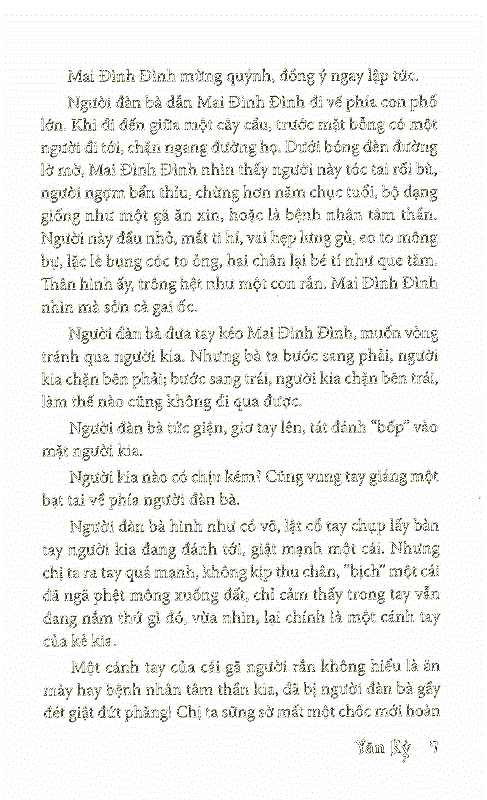 Mai Đình Đình mừng quýnh, đồng ý ngay lập tức.
Người đàn bà dẫn Mai Đình Đình đi về phía con phố
lớn. Khi đi đến giữa một cây cầu, trước mặt bỗng có một
người đi tới, chặn ngang đường họ. Dưới bóng đèn đường
lờ mờ, Mai Đình Đình nhìn thấy người này tóc tai rối bù,
người ngợm bẩn thỉu, chừng hơn năm chục tuổi, bộ dạng
giống như một gã ăn xin, hoặc là bệnh nhân tâm thần.
Người này đầu nhỏ, mắt ti hí, vai hẹp lưng gù, eo to mông
bự, lặc lè bụng cóc to ỏng, hai chân lại bé tí như que tăm.
Thân hình ấy, trông hệt như một con rắn. Mai Đình Đình
nhìn mà sởn cả gai ốc.
Người đàn bà đưa tay kéo Mai Đình Đình, muốn vòng
tránh qua người kia. Nhưng bà ta bước sang phải, người
kia chặn bên phải; bước sang trái, người kia chặn bên trái,
làm thế nào cũng không đi qua được.
Người đàn bà tức giận, giơ tay lên, tát đánh “bốp” vào
mặt người kia.
Người kia nào có chịu kém? Cũng vung tay giáng một
bạt tai về phía người đàn bà.
Người đàn bà hình như có võ, lật cổ tay chụp lấy bàn
tay người kia đang đánh tới, giật mạnh một cái. Nhưng
chị ta ra tay quá mạnh, không kịp thu chân, “bịch” một cái
đã ngã phệt mông xuống đất, chỉ cảm thấy trong tay vẫn
đang nắm thứ gì đó, vừa nhìn, lại chính là một cánh tay
của kẻ kia.
Một cánh tay của cái gã người rắn không hiểu là ăn
mày hay bệnh nhân tâm thần kia, đã bị người đàn bà gầy
đét giật đứt phăng! Chị ta sững sờ mất một chốc mới hoàn
Yên Kỳ 9